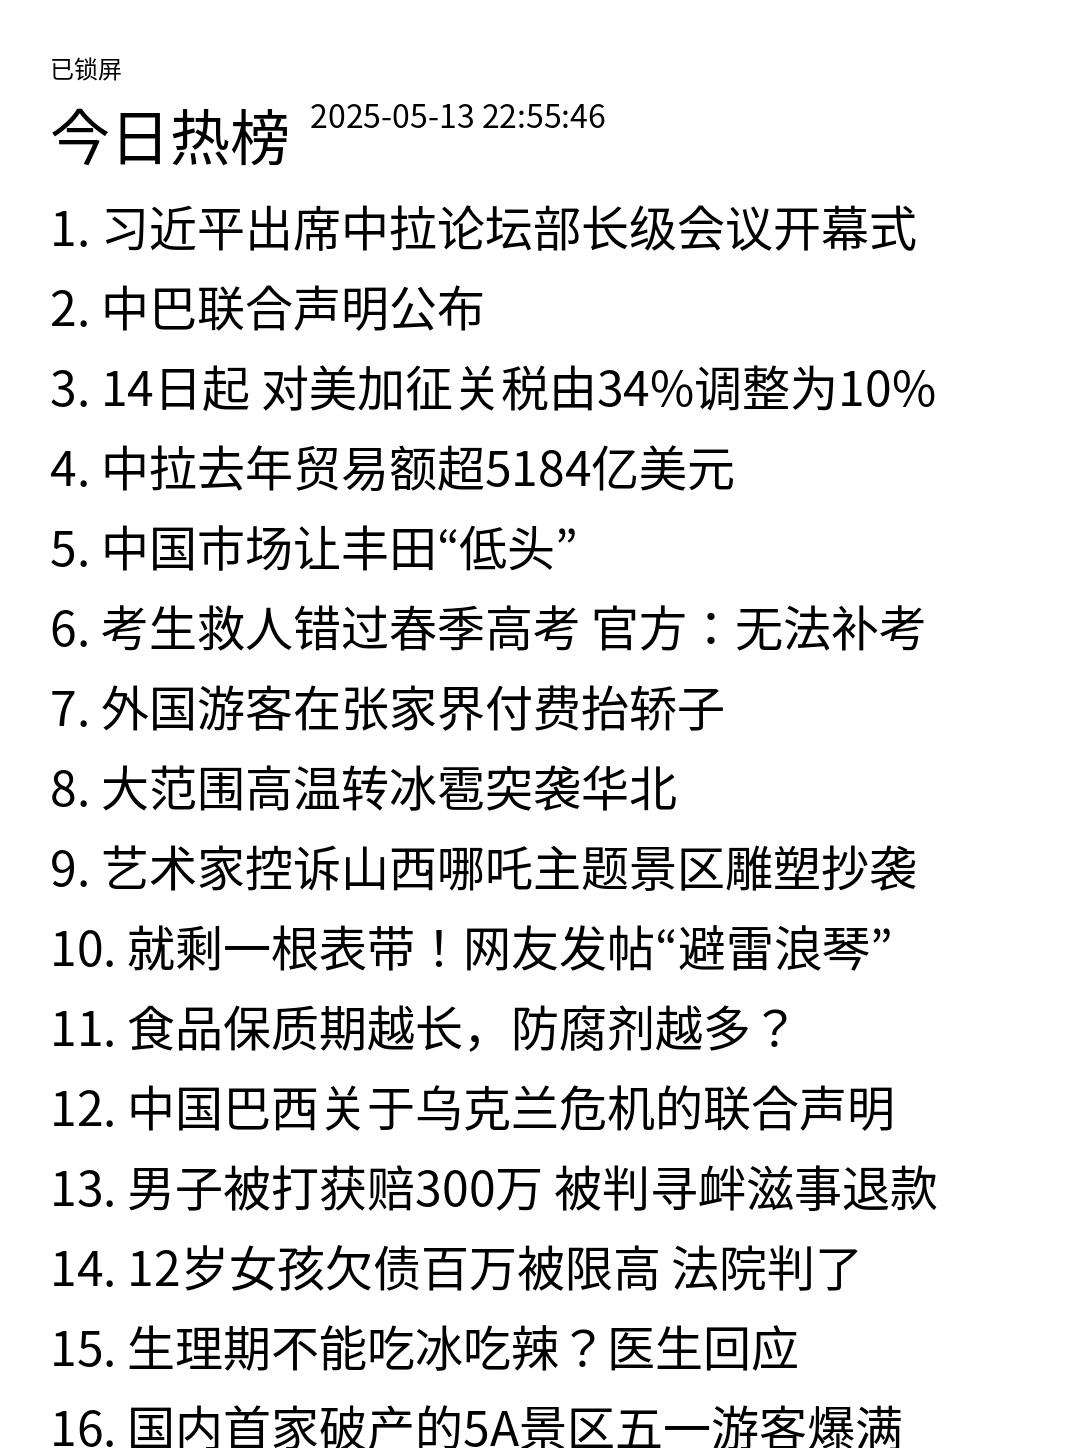 已锁屏
今日热榜 2025-05-13 22:55:46
1. 习近平出席中拉论坛部长级会议开幕式
2. 中巴联合声明公布
3. 14日起 对美加征关税由34%调整为10%
4. 中拉去年贸易额超5184亿美元
5. 中国市场让丰田“低头”
6. 考生救人错过春季高考 官方：无法补考
7. 外国游客在张家界付费抬轿子
8. 大范围高温转冰雹突袭华北
9. 艺术家控诉山西哪吒主题景区雕塑抄袭
10. 就剩一根表带！网友发帖“避雷浪琴”
11. 食品保质期越长，防腐剂越多？
12. 中国巴西关于乌克兰危机的联合声明
13. 男子被打获赔300万 被判寻衅滋事退款
14. 12岁女孩欠债百万被限高 法院判了
15. 生理期不能吃冰吃辣？医生回应
16. 国内首家破产的5A景区五一游客爆满